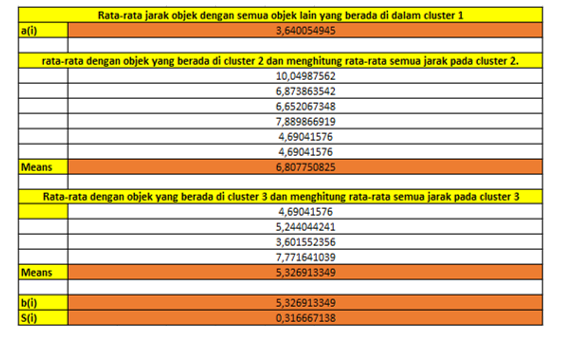 Rata-rata jarak objek dengan semua objek lain yang berada di dalam cluster 1
a(i) 3,640054945
rata-rata dengan objek yang berada di cluster 2 dan menghitung rata-rata semua jarak pada cluster 2.
10,04987562
6,873863542
6,652067348
7,889866919
4,69041576
4,69041576
Means 6,807750825
Rata-rata dengan objek yang berada di cluster 3 dan menghitung rata-rata semua jarak pada cluster 3
4,69041576
5,244044241
3,601552356
7,771641039
Means 5,326913349
b(i) 5,326913349
S(i) 0,316667138